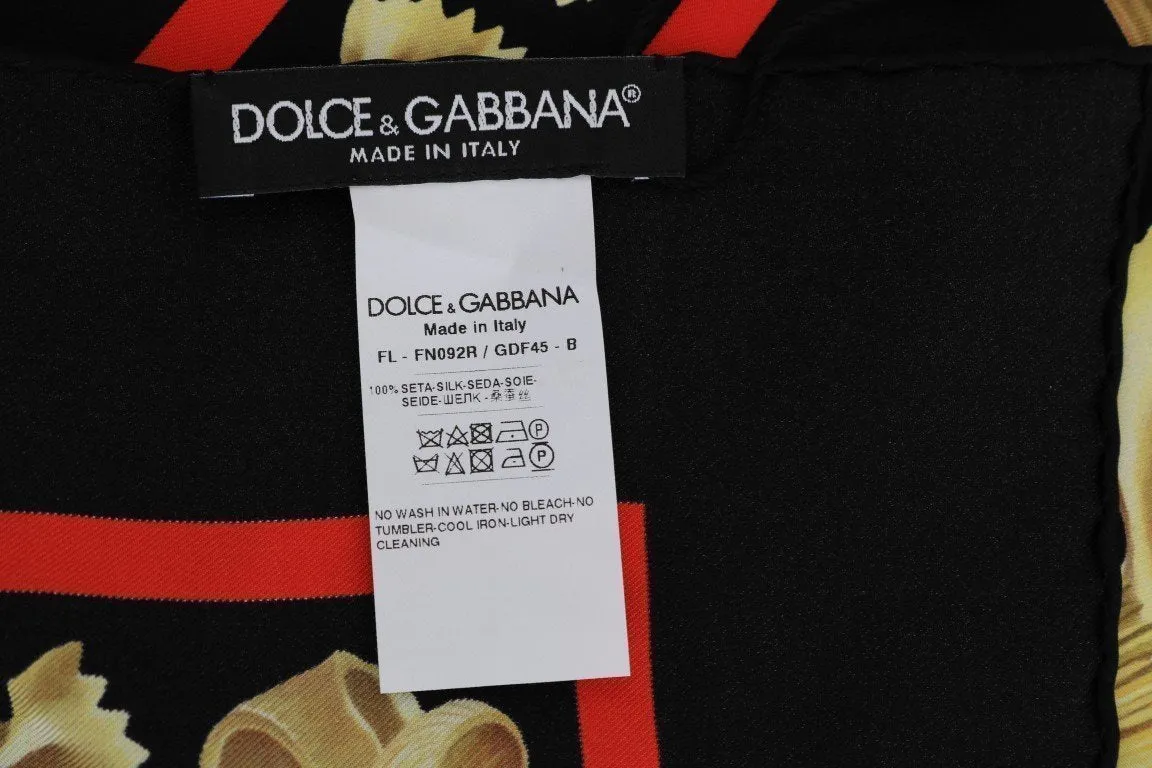 DOLCE & GABBANA®
MADE IN ITALY
DOLCE & GABBANA
Made in Italy
FL - FN092R / GDF45 - B
100% SETA-SILK-SEDA-SOIE-
SEIDE-ШЕЛК -桑蚕丝
P
P
NO WASH IN WATER-NO BLEACH-NO
TUMBLER-COOL IRON-LIGHT DRY
CLEANING